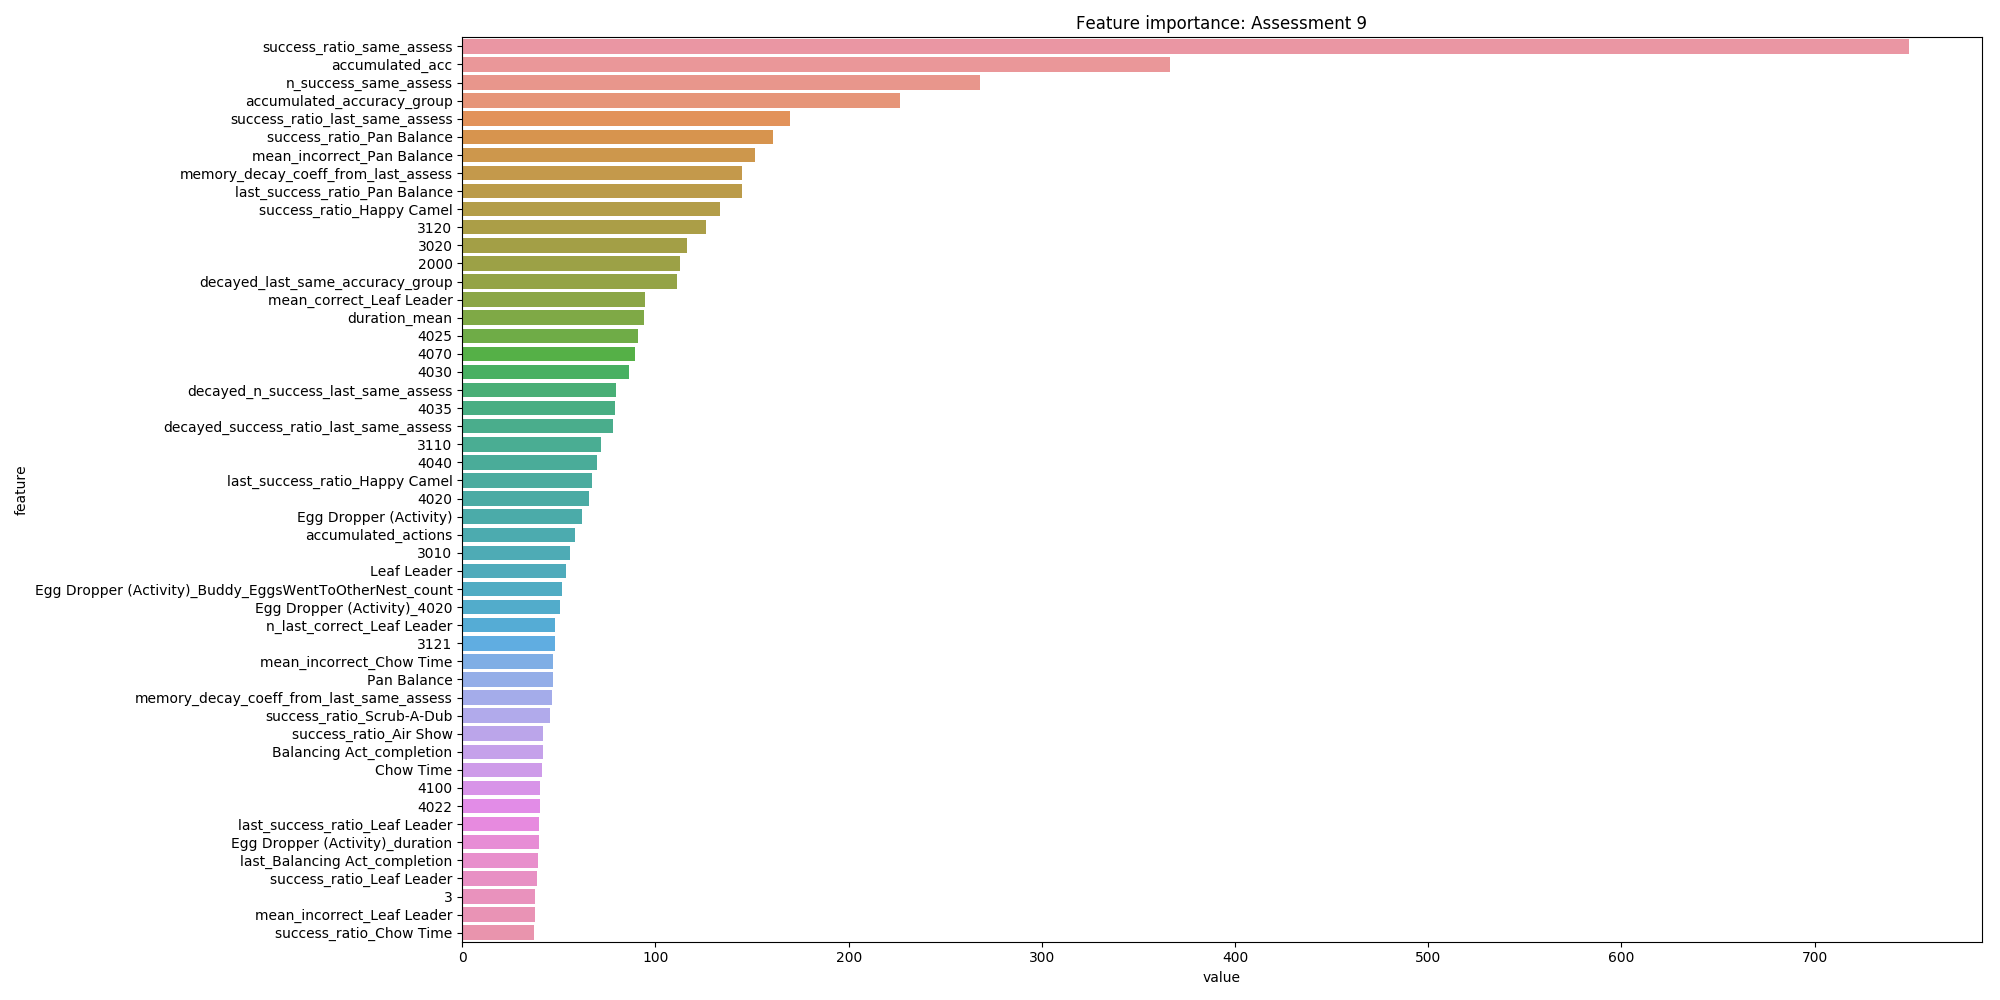 Feature importance: Assessment 9
success_ratio_same_assess
accumulated_acc
n_success_same_assess
accumulated_accuracy_group
success_ratio_last_same_assess
success_ratio_Pan Balance
mean_incorrect_Pan Balance
memory_decay_coeff_from_last_assess
last_success_ratio_Pan Balance
success_ratio_Happy Camel
3120
3020
2000
decayed_last_same_accuracy_group
mean_correct_Leaf Leader
duration_mean
4025
4070
4030
decayed_n_success_last_same_assess
4035
decayed_success_ratio_last_same_assess
3110
4040
last_success_ratio_Happy Camel
4020
Egg Dropper (Activity)
accumulated_actions
3010
Leaf Leader
Egg Dropper (Activity)_Buddy_EggsWentToOtherNest_count
Egg Dropper (Activity)_4020
n_last_correct_Leaf Leader
3121
mean_incorrect_Chow Time
Pan Balance
memory_decay_coeff_from_last_same_assess
success_ratio_Scrub-A-Dub
success_ratio_Air Show
Balancing Act_completion
Chow Time
4100
4022
last_success_ratio_Leaf Leader
Egg Dropper (Activity)_duration
last_Balancing Act_completion
success_ratio_Leaf Leader
3
mean_incorrect_Leaf Leader
success_ratio_Chow Time
feature
0 100 200 300 400 500 600 700
value